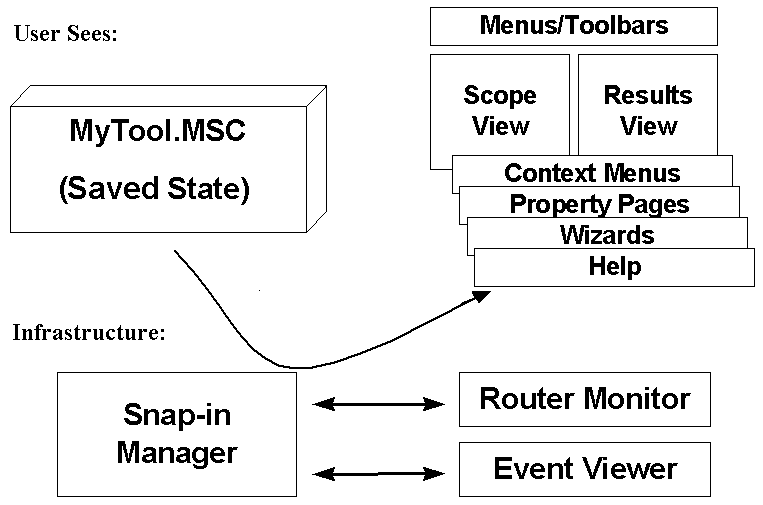 User Sees:
MyTool.MSC
(Saved State)
Menus/Toolbars
Scope
View
Results
View
Context Menus
Property Pages
Wizards
Help
Infrastructure:
Snap-in
Manager
Router Monitor
Event Viewer